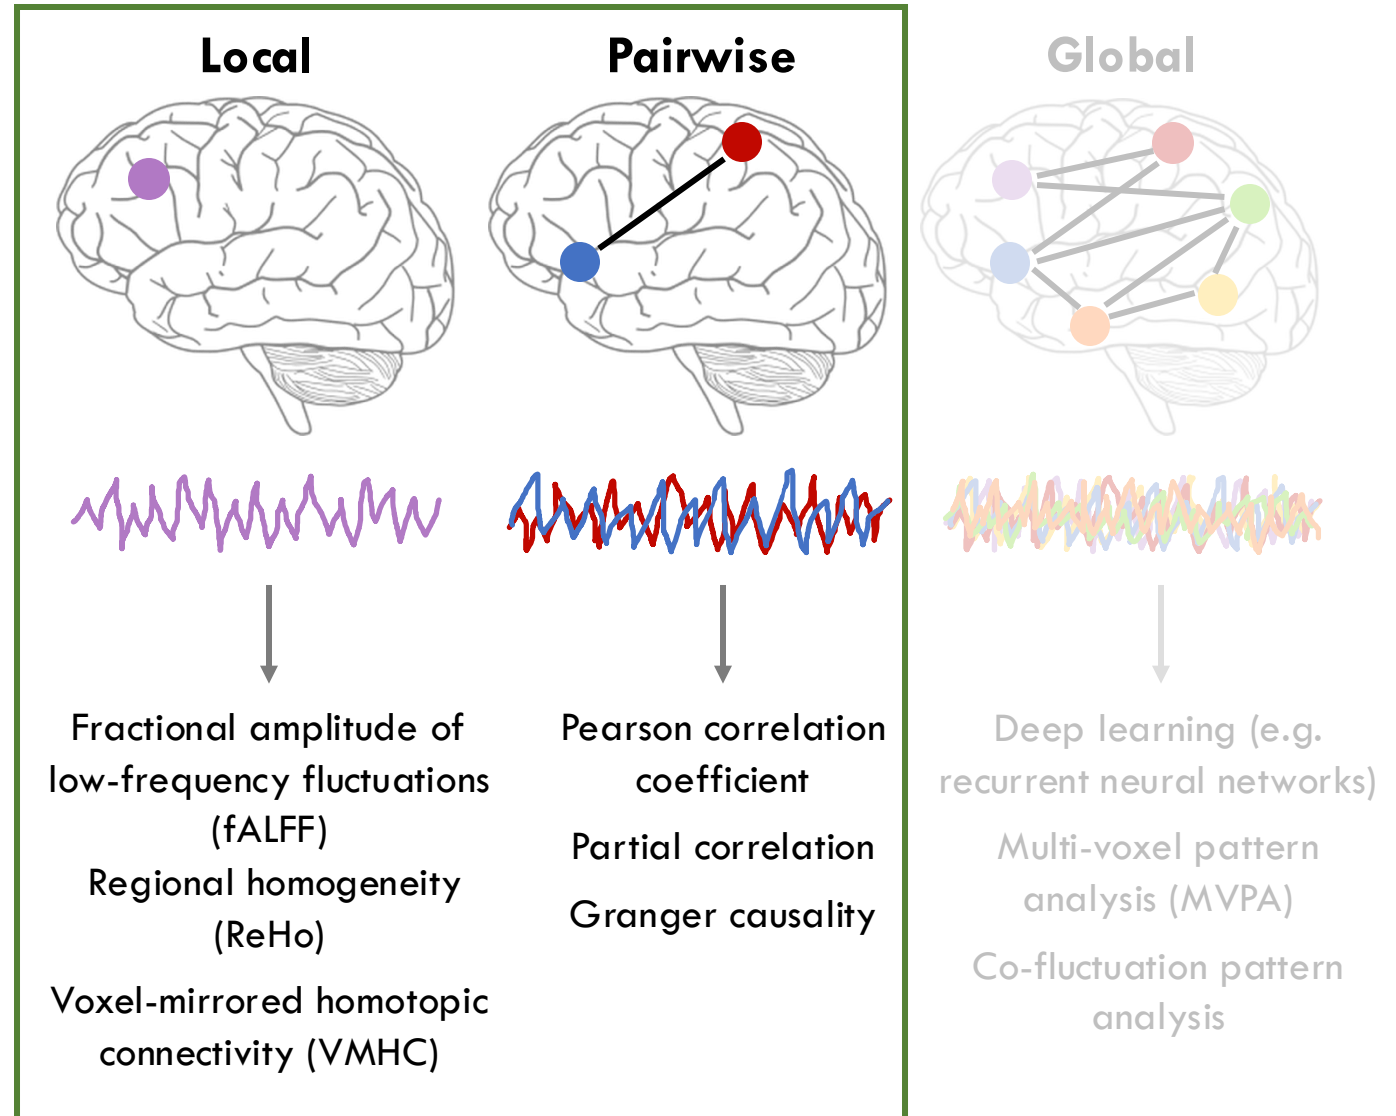 Local
Fractional amplitude of
low-frequency fluctuations
(fALFF)
Regional homogeneity
(ReHo)
Voxel-mirrored homotopic
connectivity (VMHC)
Pairwise
Pearson correlation
coefficient
Partial correlation
Granger causality
Global
Deep learning (e.g.
recurrent neural networks)
Multi-voxel pattern
analysis (MVPA)
Co-fluctuation pattern
analysis